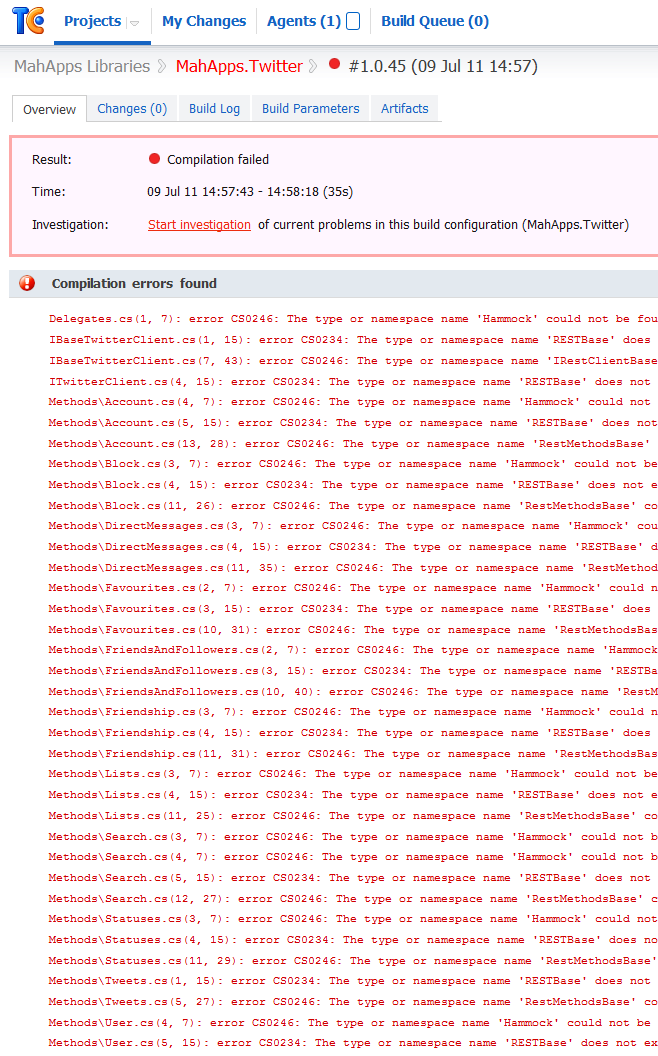 TC Projects My Changes Agents (1) Build Queue (0)
MahApps Libraries MahApps.Twitter #1.0.45 (09 Jul 11 14:57)
Overview Changes (0) Build Log Build Parameters Artifacts
Result: Compilation failed
Time: 09 Jul 11 14:57:43 - 14:58:18 (35s)
Investigation: Start investigation of current problems in this build configuration (MahApps.Twitter)
Compilation errors found
Delegates.cs(1, 7): error CS0246: The type or namespace name 'Hammock' could not be fou
IBaseTwitterClient.cs(1, 15): error CS0234: The type or namespace name 'RESTBase' does
IBaseTwitterClient.cs(7, 43): error CS0246: The type or namespace name 'IRestClientBase
ITwitterClient.cs(4, 15): error CS0234: The type or namespace name 'RESTBase' does not
Methods\Account.cs(4, 7): error CS0246: The type or namespace name 'Hammock' could not
Methods\Account.cs(5, 15): error CS0234: The type or namespace name 'RESTBase' does not
Methods\Account.cs(13, 28): error CS0246: The type or namespace name 'RestMethodsBase'
Methods\Block.cs(3, 7): error CS0246: The type or namespace name 'Hammock' could not be
Methods\Block.cs(4, 15): error CS0234: The type or namespace name 'RESTBase' does not e
Methods\Block.cs(11, 26): error CS0246: The type or namespace name 'RestMethodsBase' co
Methods\DirectMessages.cs(3, 7): error CS0246: The type or namespace name 'Hammock' cou
Methods\DirectMessages.cs(4, 15): error CS0234: The type or namespace name 'RESTBase' d
Methods\DirectMessages.cs(11, 35): error CS0246: The type or namespace name 'RestMethod
Methods\Favourites.cs(2, 7): error CS0246: The type or namespace name 'Hammock' could n
Methods\Favourites.cs(3, 15): error CS0234: The type or namespace name 'RESTBase' does
Methods\Favourites.cs(10, 31): error CS0246: The type or namespace name 'RestMethodsBas
Methods\FriendsAndFollowers.cs(2, 7): error CS0246: The type or namespace name 'Hammock
Methods\FriendsAndFollowers.cs(3, 15): error CS0234: The type or namespace name 'RESTBa
Methods\FriendsAndFollowers.cs(10, 40): error CS0246: The type or namespace name 'RestM
Methods\Friendship.cs(3, 7): error CS0246: The type or namespace name 'Hammock' could n
Methods\Friendship.cs(4, 15): error CS0234: The type or namespace name 'RESTBase' does
Methods\Friendship.cs(11, 31): error CS0246: The type or namespace name 'RestMethodsBas
Methods\Lists.cs(3, 7): error CS0246: The type or namespace name 'Hammock' could not be
Methods\Lists.cs(4, 15): error CS0234: The type or namespace name 'RESTBase' does not e
Methods\Lists.cs(11, 25): error CS0246: The type or namespace name 'RestMethodsBase' co
Methods\Search.cs(3, 7): error CS0246: The type or namespace name 'Hammock' could not b
Methods\Search.cs(4, 7): error CS0246: The type or namespace name 'Hammock' could not b
Methods\Search.cs(5, 15): error CS0234: The type or namespace name 'RESTBase' does not
Methods\Search.cs(12, 27): error CS0246: The type or namespace name 'RestMethodsBase' c
Methods\Statuses.cs(3, 7): error CS0246: The type or namespace name 'Hammock' could not
Methods\Statuses.cs(4, 15): error CS0234: The type or namespace name 'RESTBase' does no
Methods\Statuses.cs(11, 29): error CS0246: The type or namespace name 'RestMethodsBase'
Methods\Tweets.cs(1, 15): error CS0234: The type or namespace name 'RESTBase' does not
Methods\Tweets.cs(5, 27): error CS0246: The type or namespace name 'RestMethodsBase' co
Methods\User.cs(4, 7): error CS0246: The type or namespace name 'Hammock' could not be
Methods\User.cs(5, 15): error CS0234: The type or namespace name 'RESTBase' does not ex